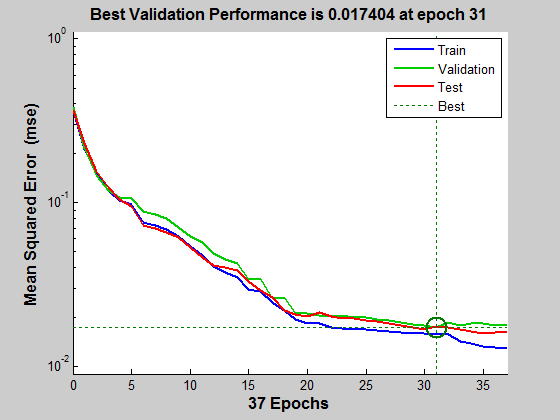 Best Validation Performance is 0.017404 at epoch 31
Mean Squared Error (mse)
10^0
10^-1
10^-2
Train
Validation
Test
Best
0 5 10 15 20 25 30 35
37 Epochs